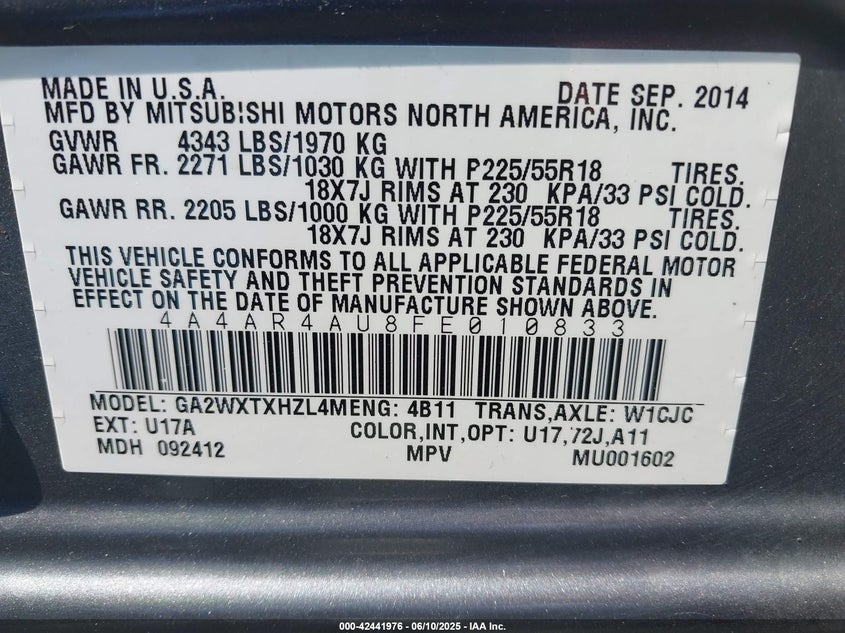 MADE IN U.S.A. DATE SEP. 2014
MFD BY MITSUB!SHI MOTORS NORTH AMERICA, INC.
GVWR 4343 LBS/1970 KG
GAWR FR. 2271 LBS/1030 KG WITH P225/55R18 TIRES.
18X7J RIMS AT 230 KPA/33 PSI COLD.
GAWR RR. 2205 LBS/1000 KG WITH P225/55R18 TIRES.
18X7J RIMS AT 230 KPA/33 PSI COLD.
THIS VEHICLE CONFORMS TO ALL APPLICABLE FEDERAL MOTOR
VEHICLE SAFETY AND THEFT PREVENTION STANDARDS IN
EFFECT ON THE DATE OF MANUFACTURE SHOWN ABOVE.
4A4AR4AU8FE010833
MODEL: GA2WXTXHZL4MENG: 4B11 TRANS,AXLE: W1CJC
EXT: U17A COLOR,INT,OPT: U17,72J,A11
MDH 092412 MPV MU001602
000-42441976 - 06/10/2025 - IAA Inc.